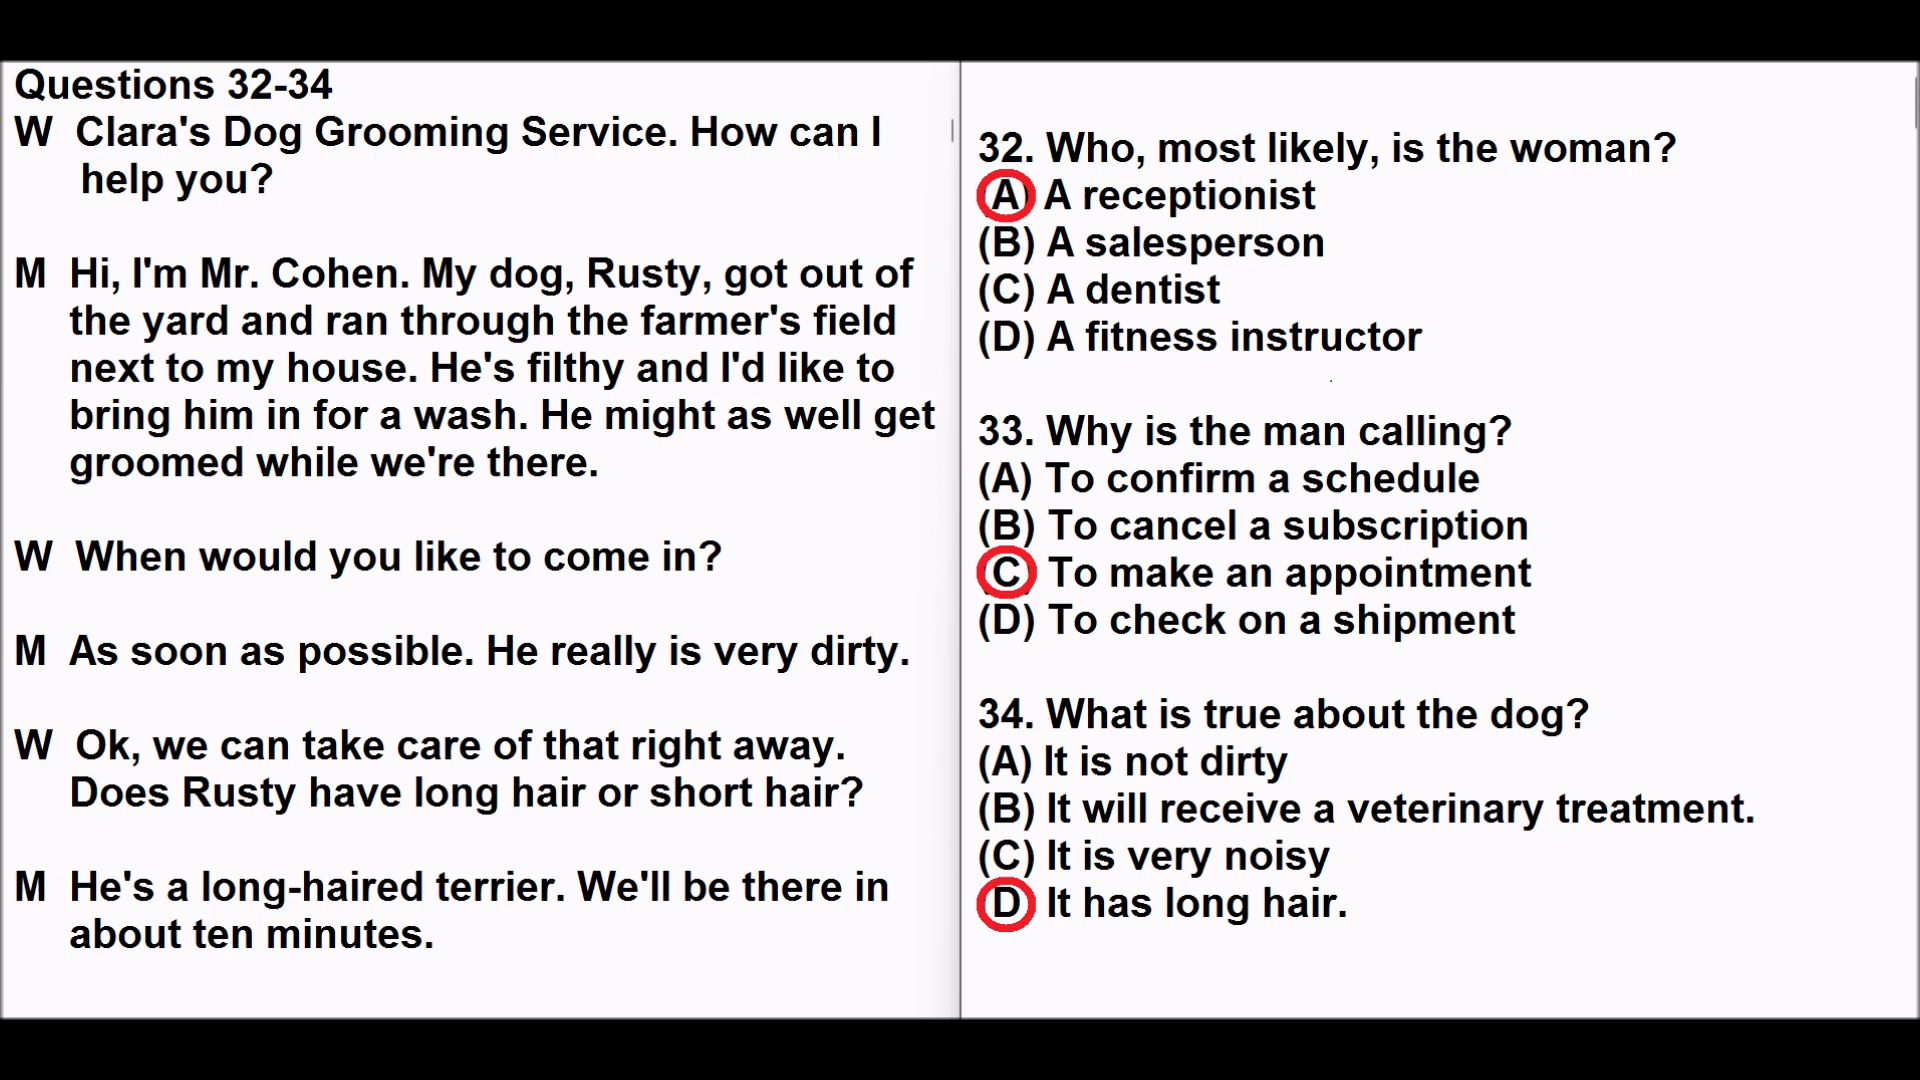 Questions 32-34
W Clara's Dog Grooming Service. How can I
help you?
M Hi, I'm Mr. Cohen. My dog, Rusty, got out of
the yard and ran through the farmer's field
next to my house. He's filthy and I'd like to
bring him in for a wash. He might as well get
groomed while we're there.
W When would you like to come in?
M As soon as possible. He really is very dirty.
W Ok, we can take care of that right away.
Does Rusty have long hair or short hair?
M He's a long-haired terrier. We'll be there in
about ten minutes.
32. Who, most likely, is the woman?
(A) A receptionist
(B) A salesperson
(C) A dentist
(D) A fitness instructor
33. Why is the man calling?
(A) To confirm a schedule
(B) To cancel a subscription
(C) To make an appointment
(D) To check on a shipment
34. What is true about the dog?
(A) It is not dirty
(B) It will receive a veterinary treatment.
(C) It is very noisy
(D) It has long hair.